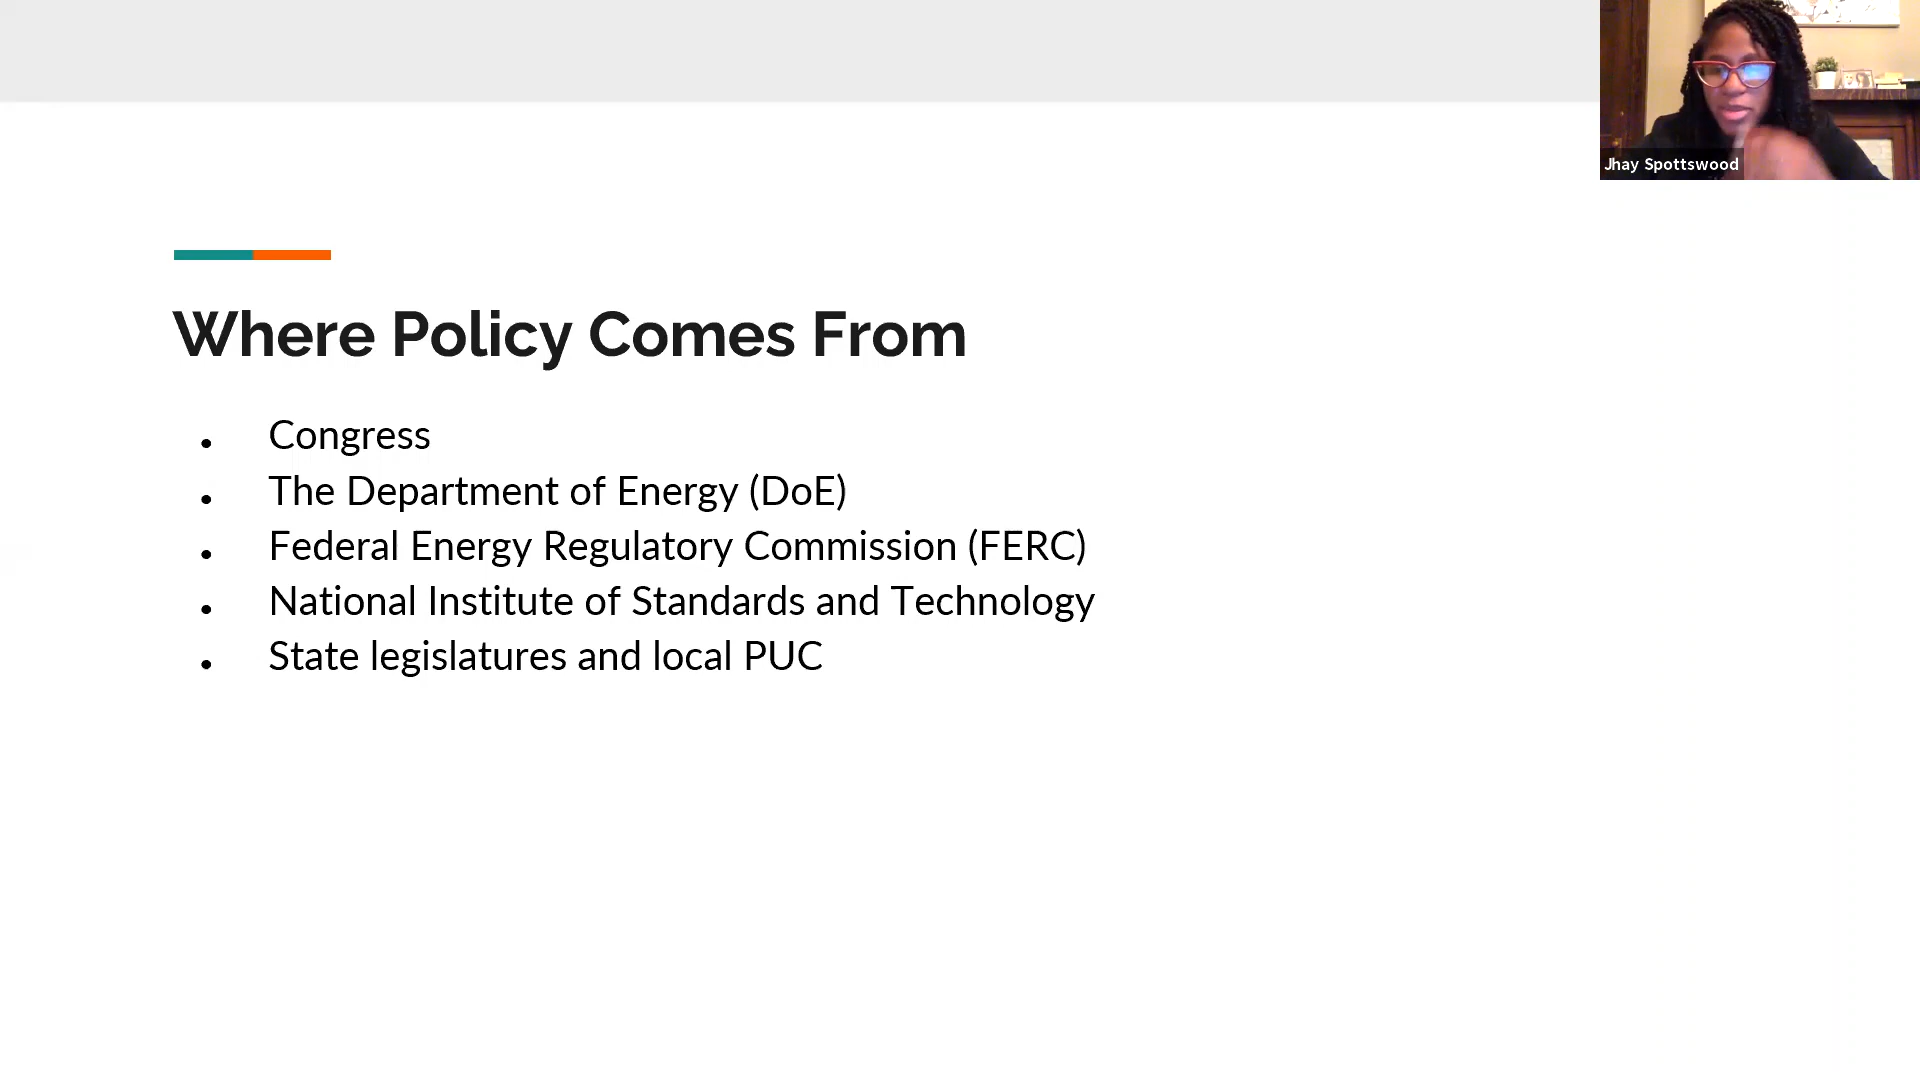 Jhay Spottswood
Where Policy Comes From
● Congress
● The Department of Energy (DoE)
● Federal Energy Regulatory Commission (FERC)
● National Institute of Standards and Technology
● State legislatures and local PUC